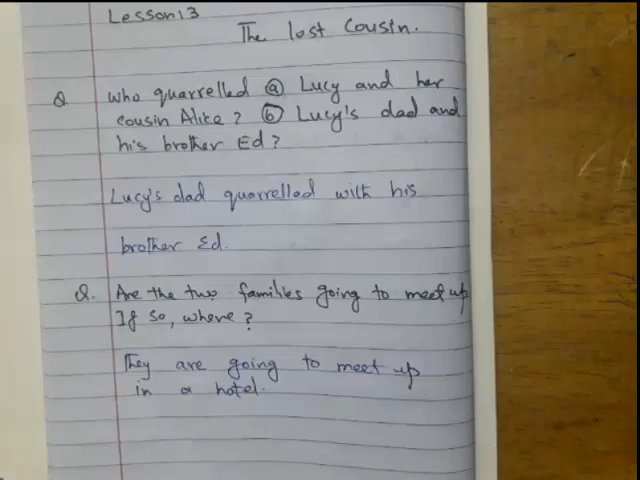 Lesson 13
The lost Cousin.
Q who quarrelled ⓐ Lucy and her
cousin Alice? ⓑ Lucy's dad and
his brother Ed?
Lucy's dad quarrelled with his
brother Ed.
Q. Are the two families going to meet up
If so, where?
They are going to meet up
in a hotel.